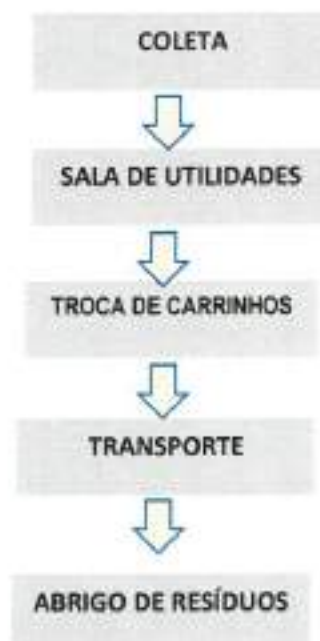 COLETA
SALA DE UTILIDADES
TROCA DE CARRINHOS
TRANSPORTE
ABRIGO DE RESÍDUOS